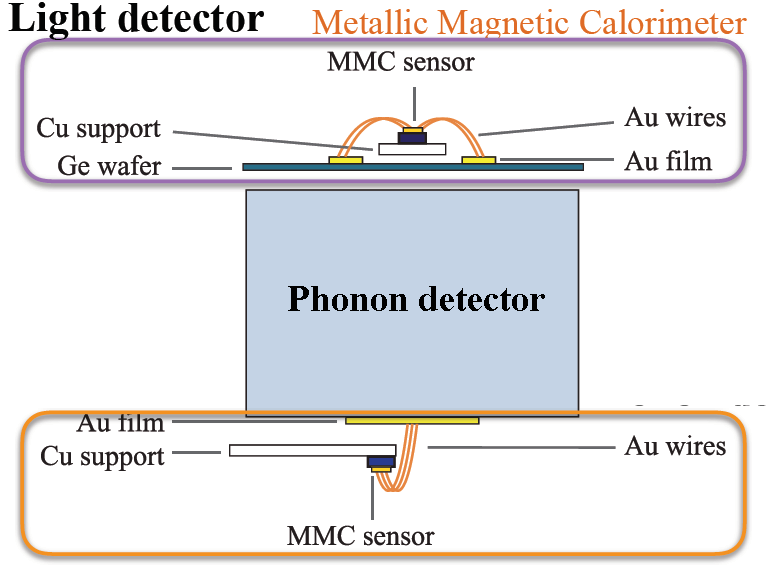 Light detector
Metallic Magnetic Calorimeter
MMC sensor
Cu support
Au wires
Ge wafer
Au film
Phonon detector
Au film
Cu support
Au wires
MMC sensor